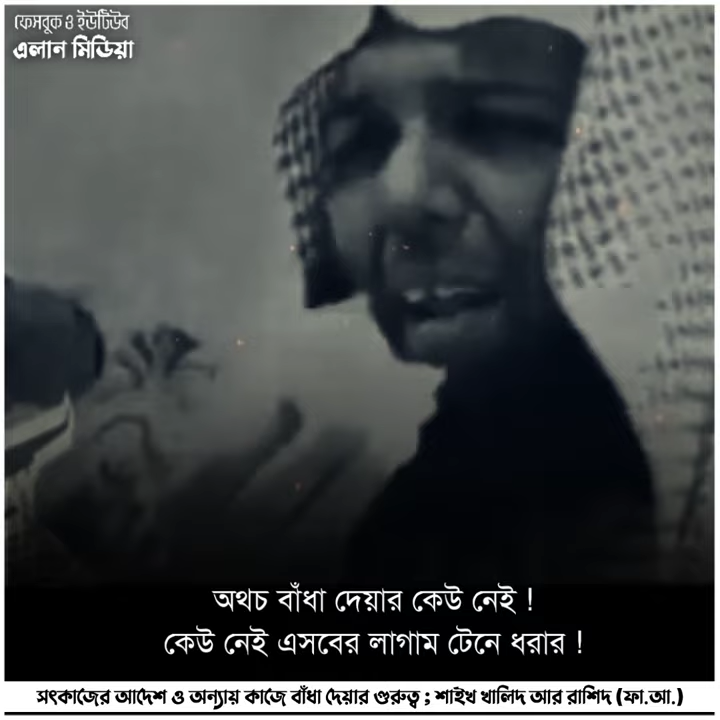 ফেসবুক ও ইউটিউব
এলান মিডিয়া
অথচ বাঁধা দেয়ার কেউ নেই !
কেউ নেই এসবের লাগাম টেনে ধরার !
সৎকাজের আদেশ ও অন্যায় কাজে বাঁধা দেয়ার গুরুত্ব ; শাইখ খালিদ আর রাশিদ (ফা.আ.)